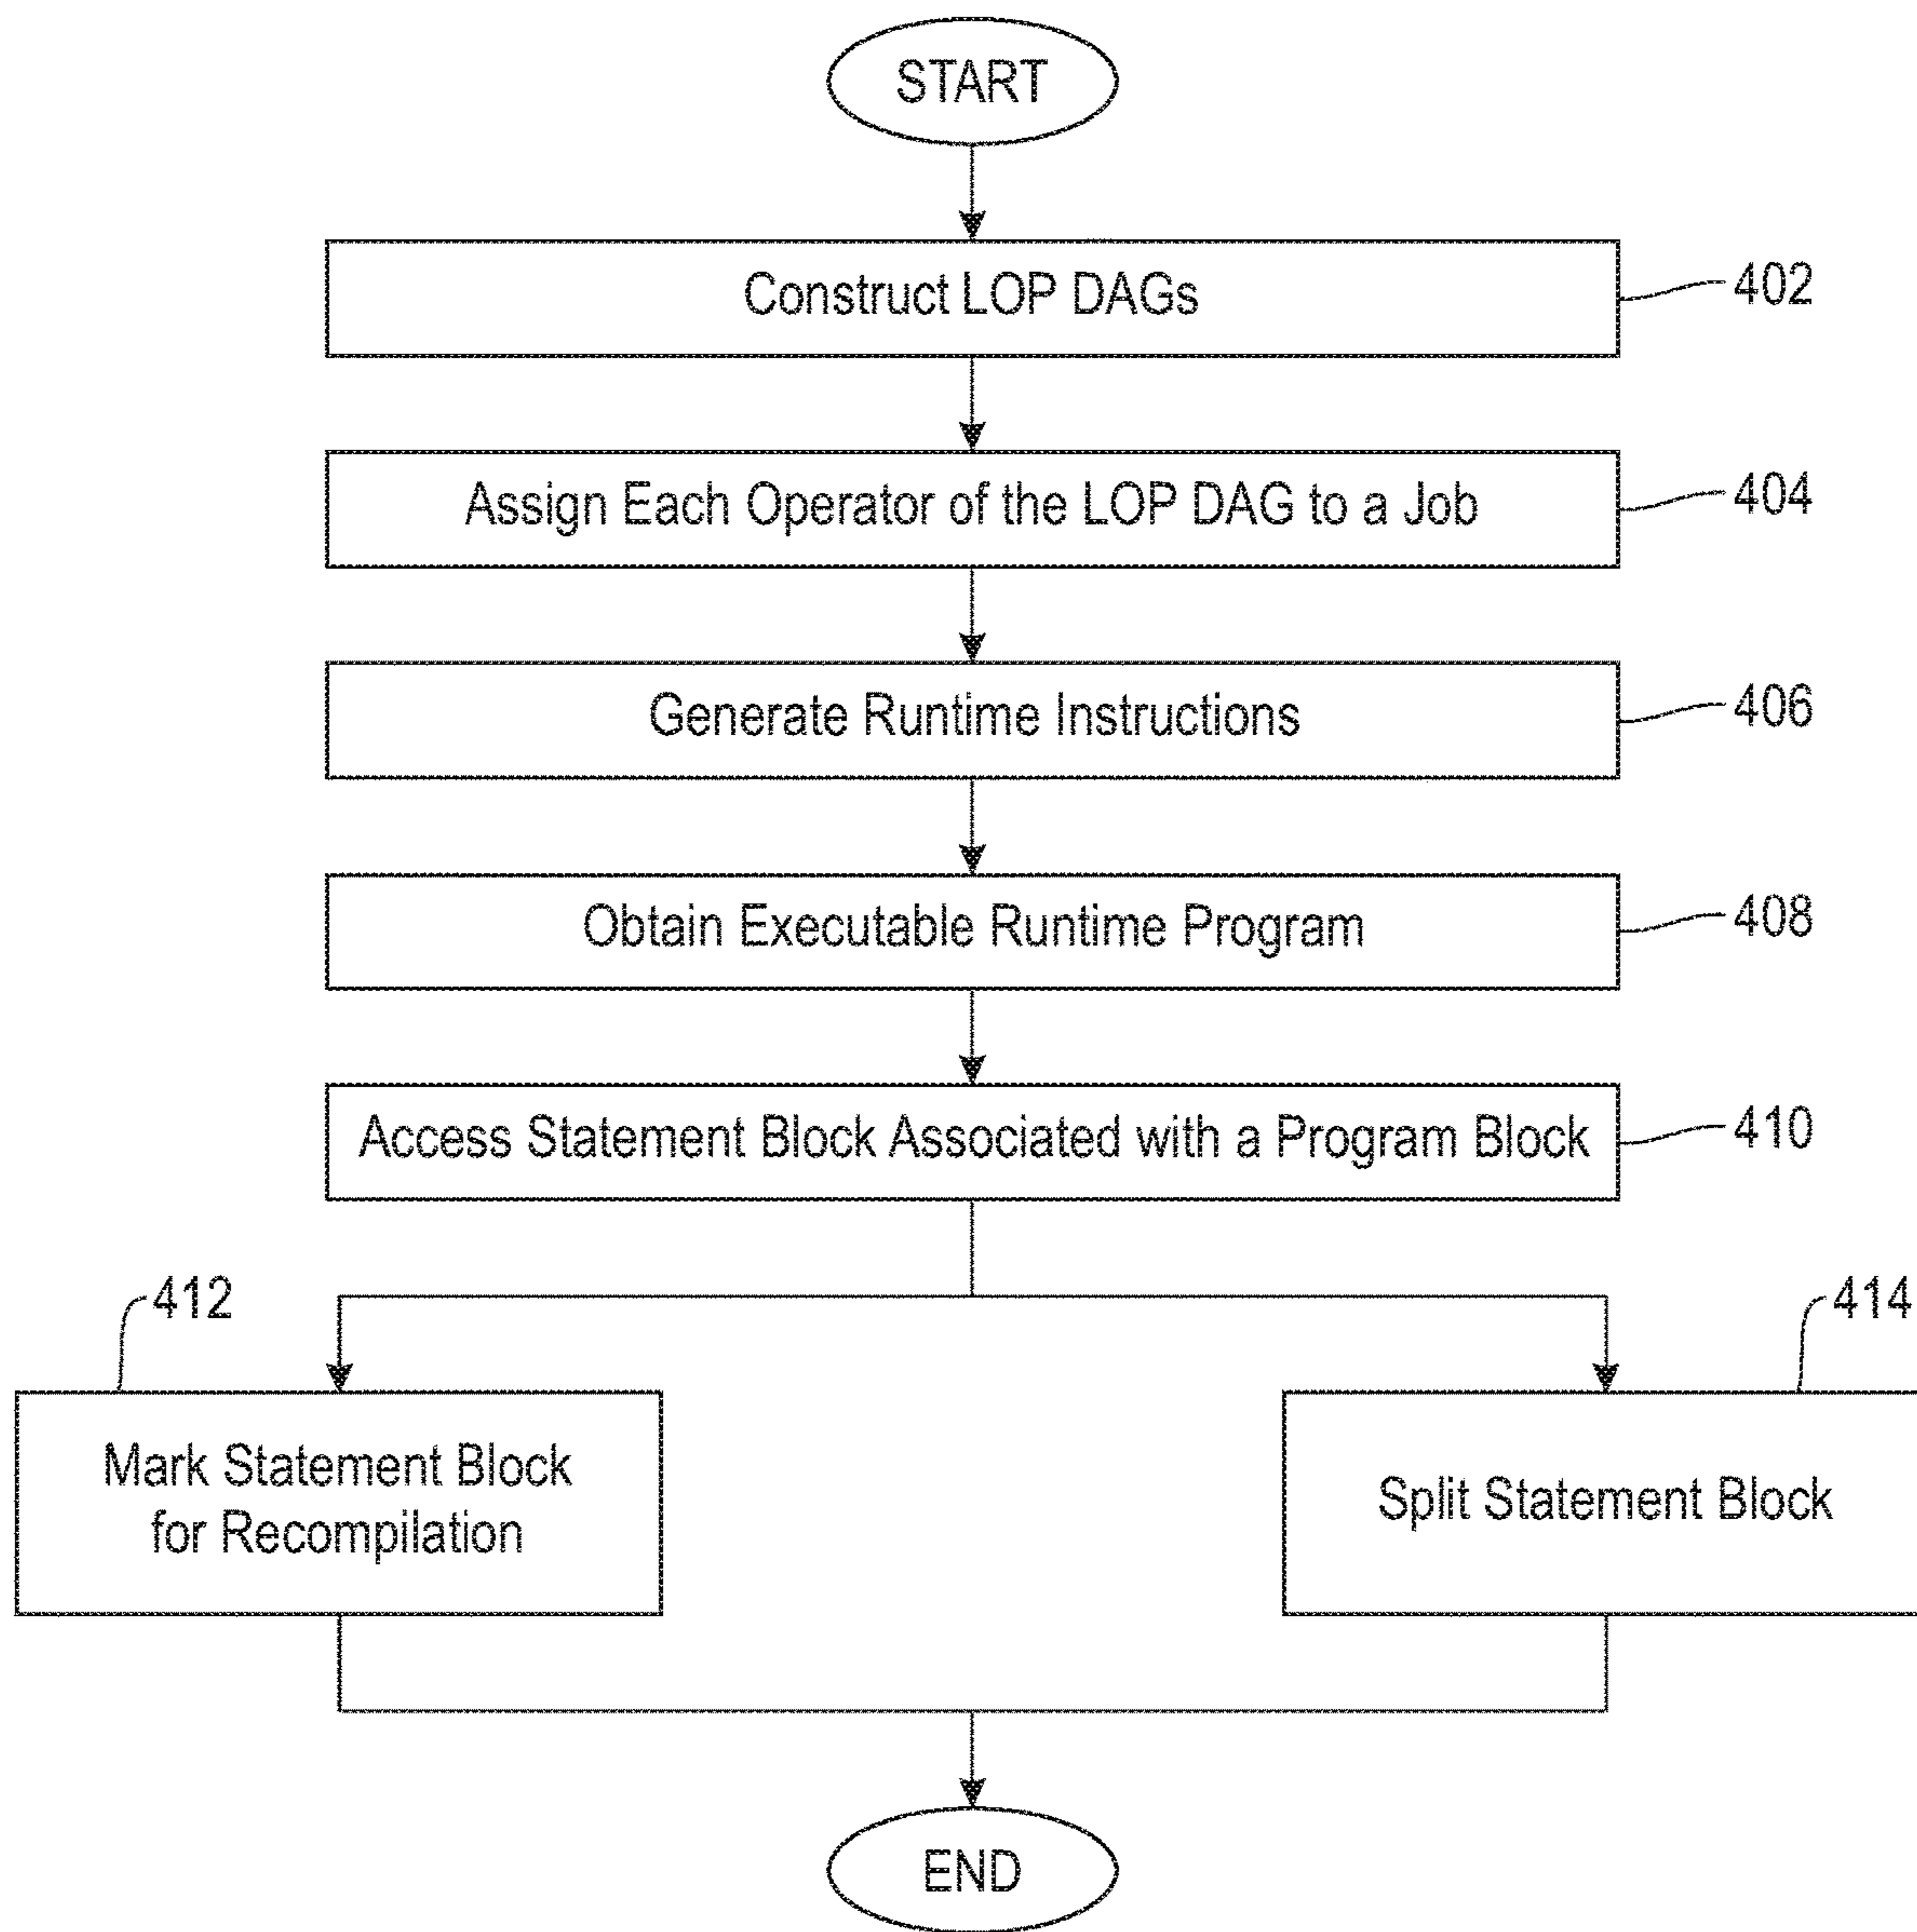 START
Construct LOP DAGs
402
Assign Each Operator of the LOP DAG to a Job
404
Generate Runtime Instructions
406
Obtain Executable Runtime Program
408
Access Statement Block Associated with a Program Block
410
412
414
Mark Statement Block
for Recompilation
Split Statement Block
END